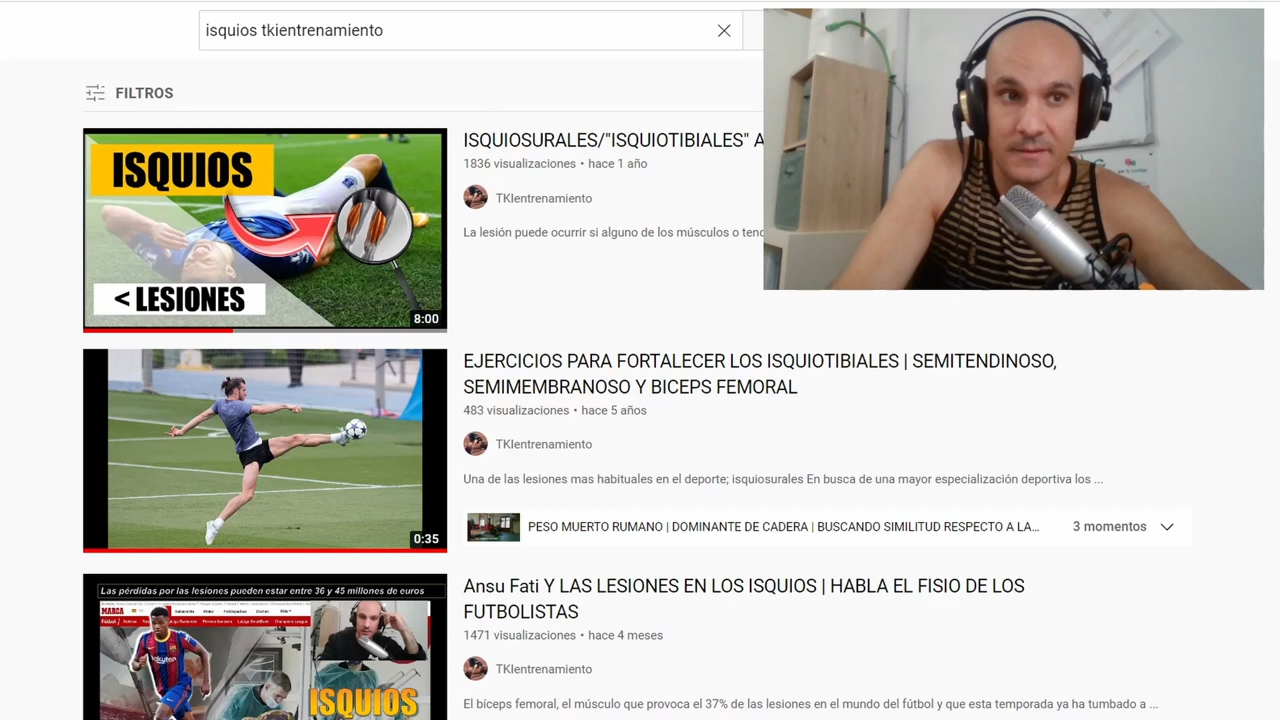 isquios tkientrenamiento
FILTROS
ISQUIOS
< LESIONES
8:00
ISQUIOSURALES/"ISQUIOTIBIALES" A
1836 visualizaciones • hace 1 año
TKIentrenamiento
La lesión puede ocurrir si alguno de los músculos o tend
0:35
EJERCICIOS PARA FORTALECER LOS ISQUIOTIBIALES | SEMITENDINOSO,
SEMIMEMBRANOSO Y BICEPS FEMORAL
483 visualizaciones • hace 5 años
TKIentrenamiento
Una de las lesiones mas habituales en el deporte; isquiosurales En busca de una mayor especialización deportiva los ...
PESO MUERTO RUMANO | DOMINANTE DE CADERA | BUSCANDO SIMILITUD RESPECTO A LA...
3 momentos
Las pérdidas por las lesiones pueden estar entre 36 y 45 millones de euros
MARCA
Fútbol
ISQUIOS
Ansu Fati Y LAS LESIONES EN LOS ISQUIOS | HABLA EL FISIO DE LOS
FUTBOLISTAS
1471 visualizaciones • hace 4 meses
TKIentrenamiento
El bíceps femoral, el músculo que provoca el 37% de las lesiones en el mundo del fútbol y que esta temporada ya ha tumbado a ...